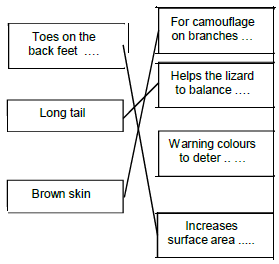 Toes on the
back feet ....
Long tail
Brown skin
For camouflage
on branches ...
Helps the lizard
to balance ....
Warning colours
to deter .. ...
Increases
surface area .....